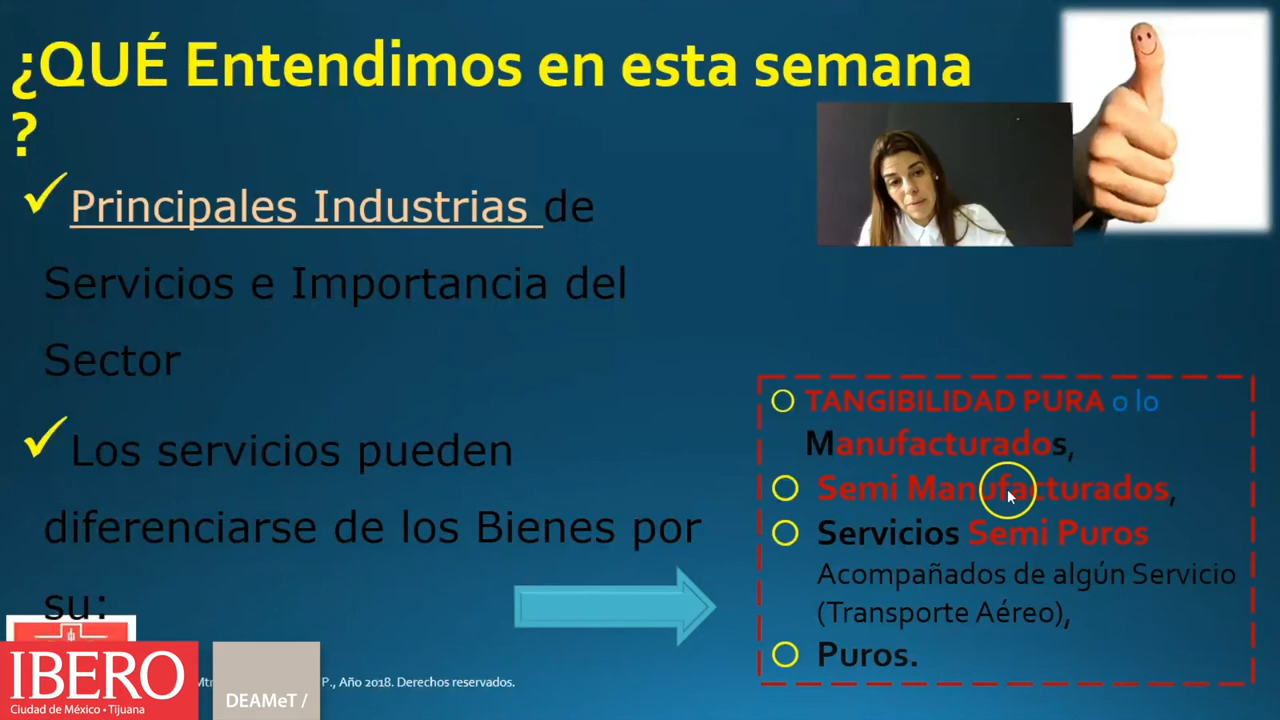 ¿QUÉ Entendimos en esta semana
?
Principales Industrias de
Servicios e Importancia del
Sector
Los servicios pueden
diferenciarse de los Bienes por
su:
TANGIBILIDAD PURA o lo
Manufacturados,
Semi Manufacturados,
Servicios Semi Puros
Acompañados de algún Servicio
(Transporte Aéreo),
Puros.
IBERO
Ciudad de México • Tijuana
DEAMeT /
P., Año 2018. Derechos reservados.